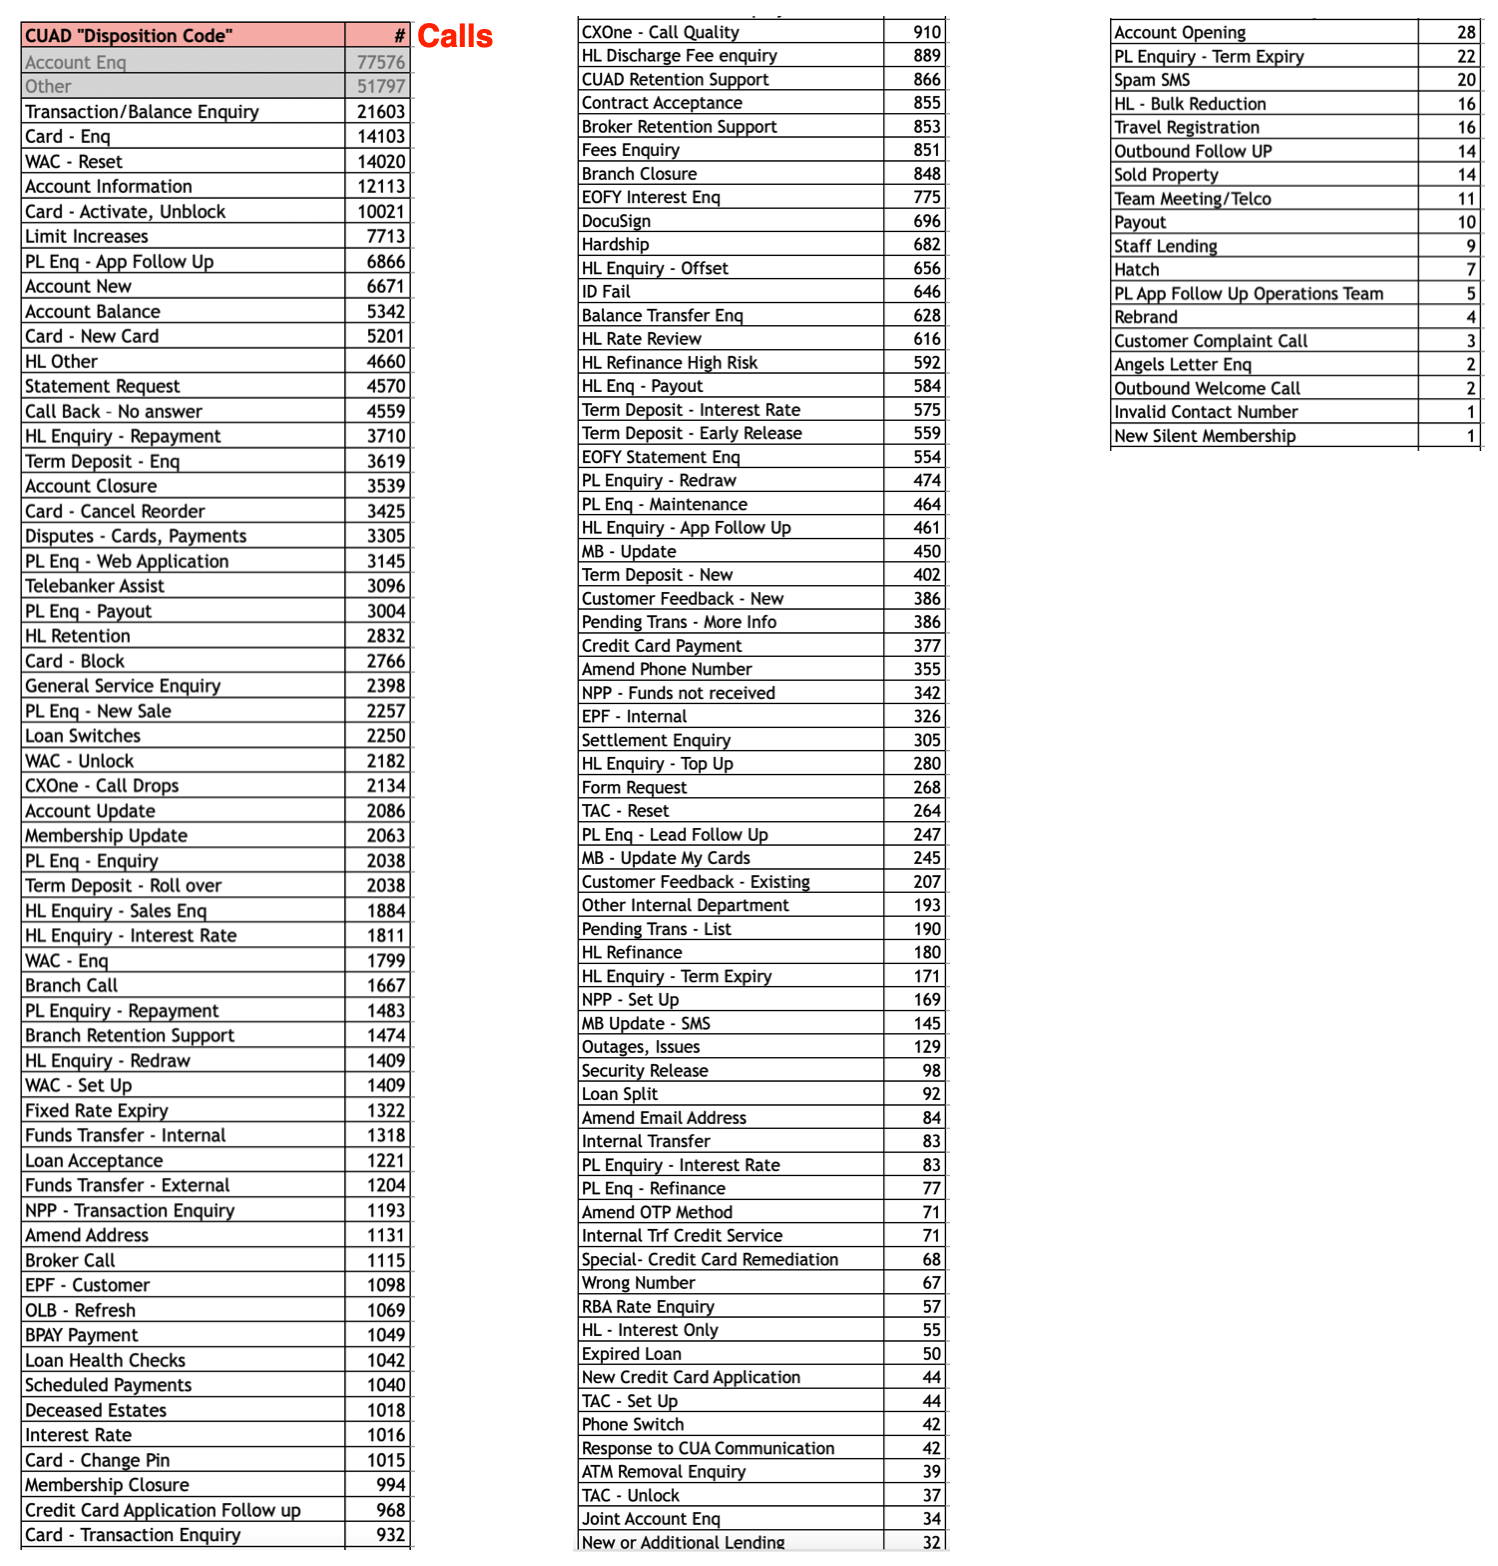 CUAD "Disposition Code" # Calls
Account Enq 77576
Other 51797
Transaction/Balance Enquiry 21603
Card - Enq 14103
WAC - Reset 14020
Account Information 12113
Card - Activate, Unblock 10021
Limit Increases 7713
PL Enq - App Follow Up 6866
Account New 6671
Account Balance 5342
Card - New Card 5201
HL Other 4660
Statement Request 4570
Call Back - No answer 4559
HL Enquiry - Repayment 3710
Term Deposit - Enq 3619
Account Closure 3539
Card - Cancel Reorder 3425
Disputes - Cards, Payments 3305
PL Enq - Web Application 3145
Telebanker Assist 3096
PL Enq - Payout 3004
HL Retention 2832
Card - Block 2766
General Service Enquiry 2398
PL Enq - New Sale 2257
Loan Switches 2250
WAC - Unlock 2182
CXOne - Call Drops 2134
Account Update 2086
Membership Update 2063
PL Enq - Enquiry 2038
Term Deposit - Roll over 2038
HL Enquiry - Sales Enq 1884
HL Enquiry - Interest Rate 1811
WAC - Enq 1799
Branch Call 1667
PL Enquiry - Repayment 1483
Branch Retention Support 1474
HL Enquiry - Redraw 1409
WAC - Set Up 1409
Fixed Rate Expiry 1322
Funds Transfer - Internal 1318
Loan Acceptance 1221
Funds Transfer - External 1204
NPP - Transaction Enquiry 1193
Amend Address 1131
Broker Call 1115
EPF - Customer 1098
OLB - Refresh 1069
BPAY Payment 1049
Loan Health Checks 1042
Scheduled Payments 1040
Deceased Estates 1018
Interest Rate 1016
Card - Change Pin 1015
Membership Closure 994
Credit Card Application Follow up 968
Card - Transaction Enquiry 932
CXOne - Call Quality 910
HL Discharge Fee enquiry 889
CUAD Retention Support 866
Contract Acceptance 855
Broker Retention Support 853
Fees Enquiry 851
Branch Closure 848
EOFY Interest Enq 775
DocuSign 696
Hardship 682
HL Enquiry - Offset 656
ID Fail 646
Balance Transfer Enq 628
HL Rate Review 616
HL Refinance High Risk 592
HL Enq - Payout 584
Term Deposit - Interest Rate 575
Term Deposit - Early Release 559
EOFY Statement Enq 554
PL Enquiry - Redraw 474
PL Enq - Maintenance 464
HL Enquiry - App Follow Up 461
MB - Update 450
Term Deposit - New 402
Customer Feedback - New 386
Pending Trans - More Info 386
Credit Card Payment 377
Amend Phone Number 355
NPP - Funds not received 342
EPF - Internal 326
Settlement Enquiry 305
HL Enquiry - Top Up 280
Form Request 268
TAC - Reset 264
PL Enq - Lead Follow Up 247
MB - Update My Cards 245
Customer Feedback - Existing 207
Other Internal Department 193
Pending Trans - List 190
HL Refinance 180
HL Enquiry - Term Expiry 171
NPP - Set Up 169
MB Update - SMS 145
Outages, Issues 129
Security Release 98
Loan Split 92
Amend Email Address 84
Internal Transfer 83
PL Enquiry - Interest Rate 83
PL Enq - Refinance 77
Amend OTP Method 71
Internal Trf Credit Service 71
Special- Credit Card Remediation 68
Wrong Number 67
RBA Rate Enquiry 57
HL - Interest Only 55
Expired Loan 50
New Credit Card Application 44
TAC - Set Up 44
Phone Switch 42
Response to CUA Communication 42
ATM Removal Enquiry 39
TAC - Unlock 37
Joint Account Enq 34
New or Additional Lending 32
Account Opening 28
PL Enquiry - Term Expiry 22
Spam SMS 20
HL - Bulk Reduction 16
Travel Registration 16
Outbound Follow UP 14
Sold Property 14
Team Meeting/Telco 11
Payout 10
Staff Lending 9
Hatch 7
PL App Follow Up Operations Team 5
Rebrand 4
Customer Complaint Call 3
Angels Letter Enq 2
Outbound Welcome Call 2
Invalid Contact Number 1
New Silent Membership 1